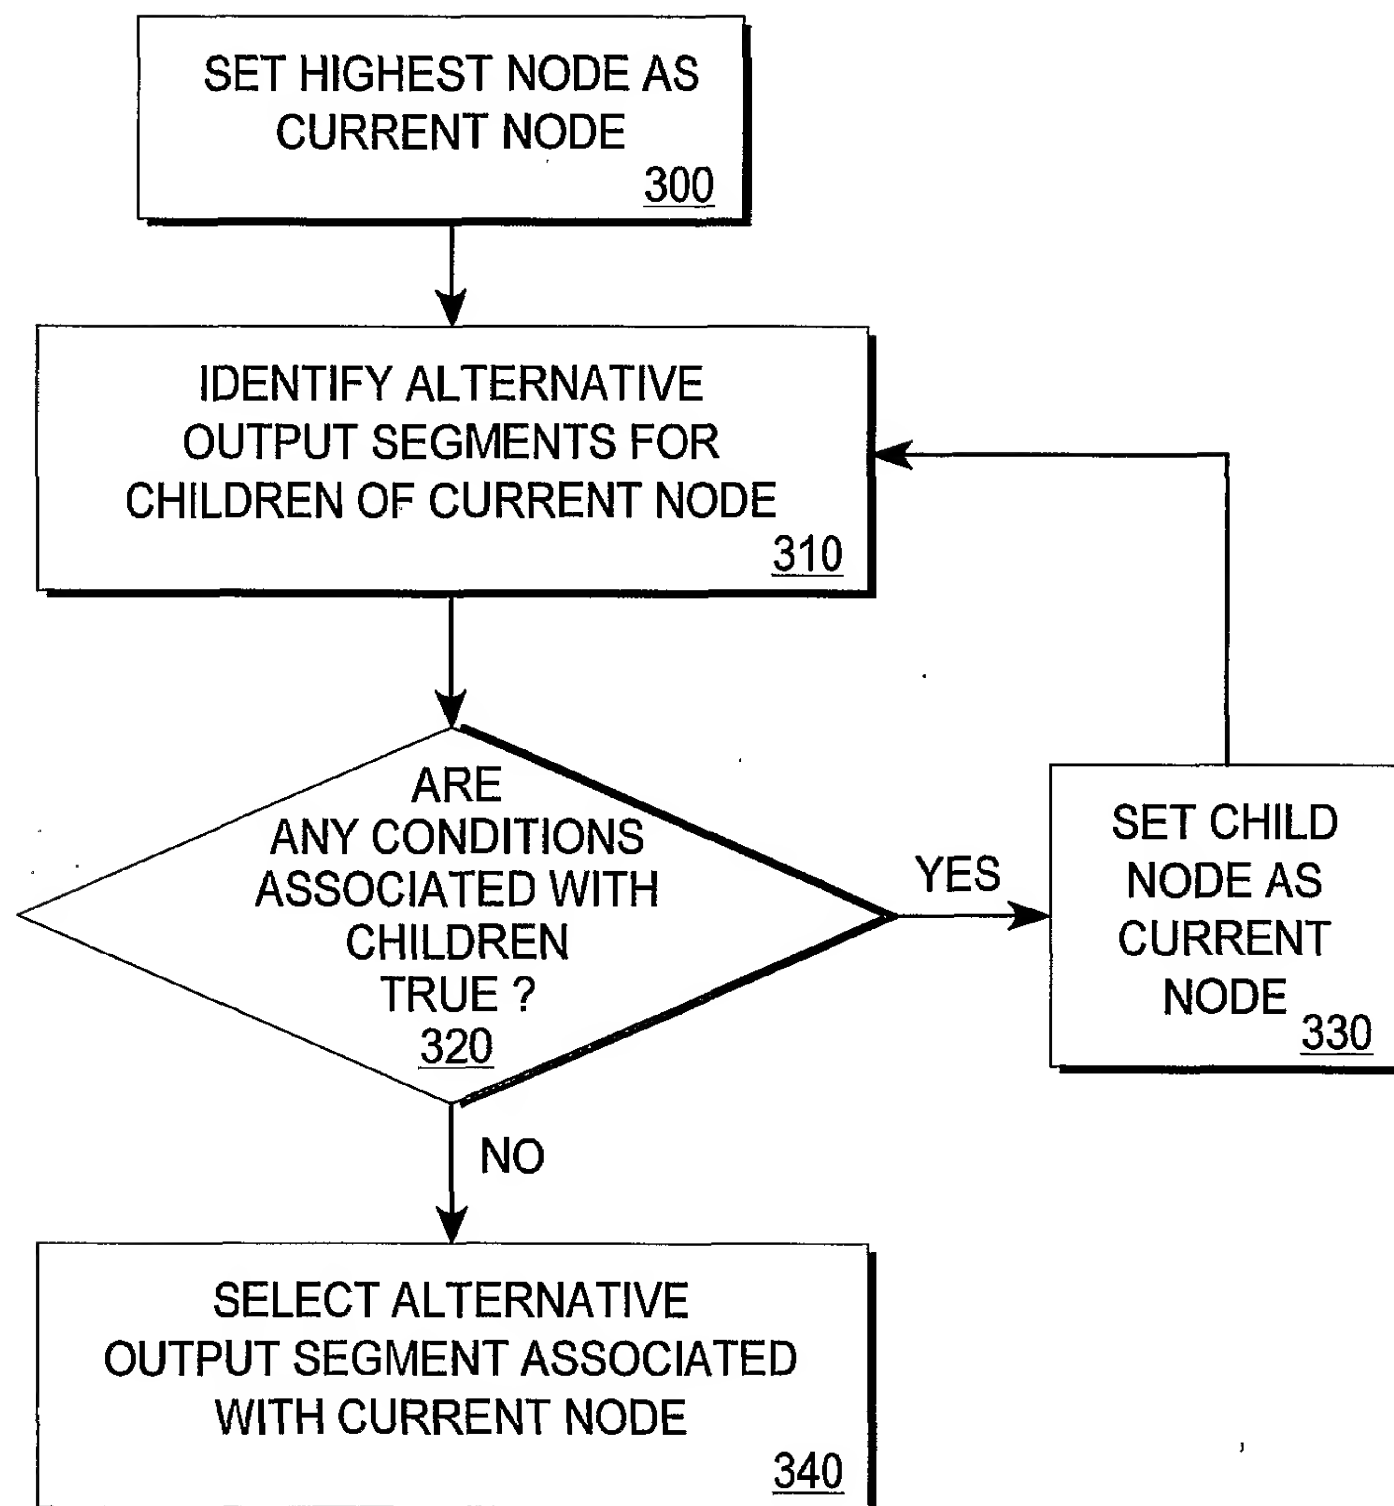 SET HIGHEST NODE AS
CURRENT NODE
300
IDENTIFY ALTERNATIVE
OUTPUT SEGMENTS FOR
CHILDREN OF CURRENT NODE
310
ARE
ANY CONDITIONS
ASSOCIATED WITH
CHILDREN
TRUE ?
320
YES
SET CHILD
NODE AS
CURRENT
NODE
330
NO
SELECT ALTERNATIVE
OUTPUT SEGMENT ASSOCIATED
WITH CURRENT NODE
340